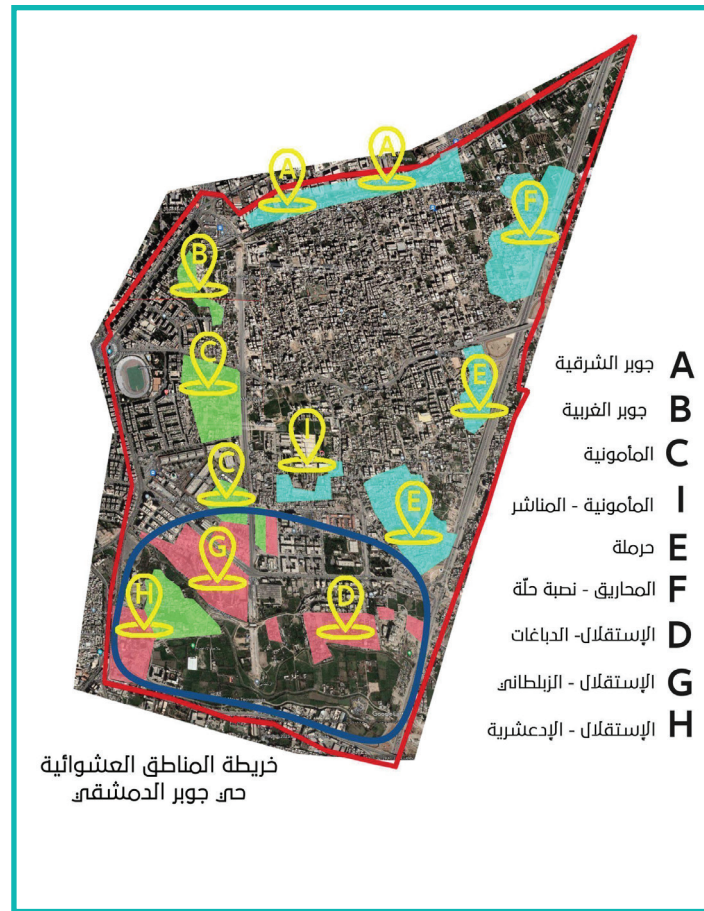 A
A
F
B
C
E
I
C
E
G
H
D
A جوبر الشرقية
B جوبر الغربية
C المأمونية
I المأمونية - المناشر
E حرملة
F المحاريق - نصبة حلّة
D الإستقلال- الدباغات
G الإستقلال - الزبلطاني
H الإستقلال - الإدعشرية
خريطة المناطق العشوائية
حي جوبر الدمشقي